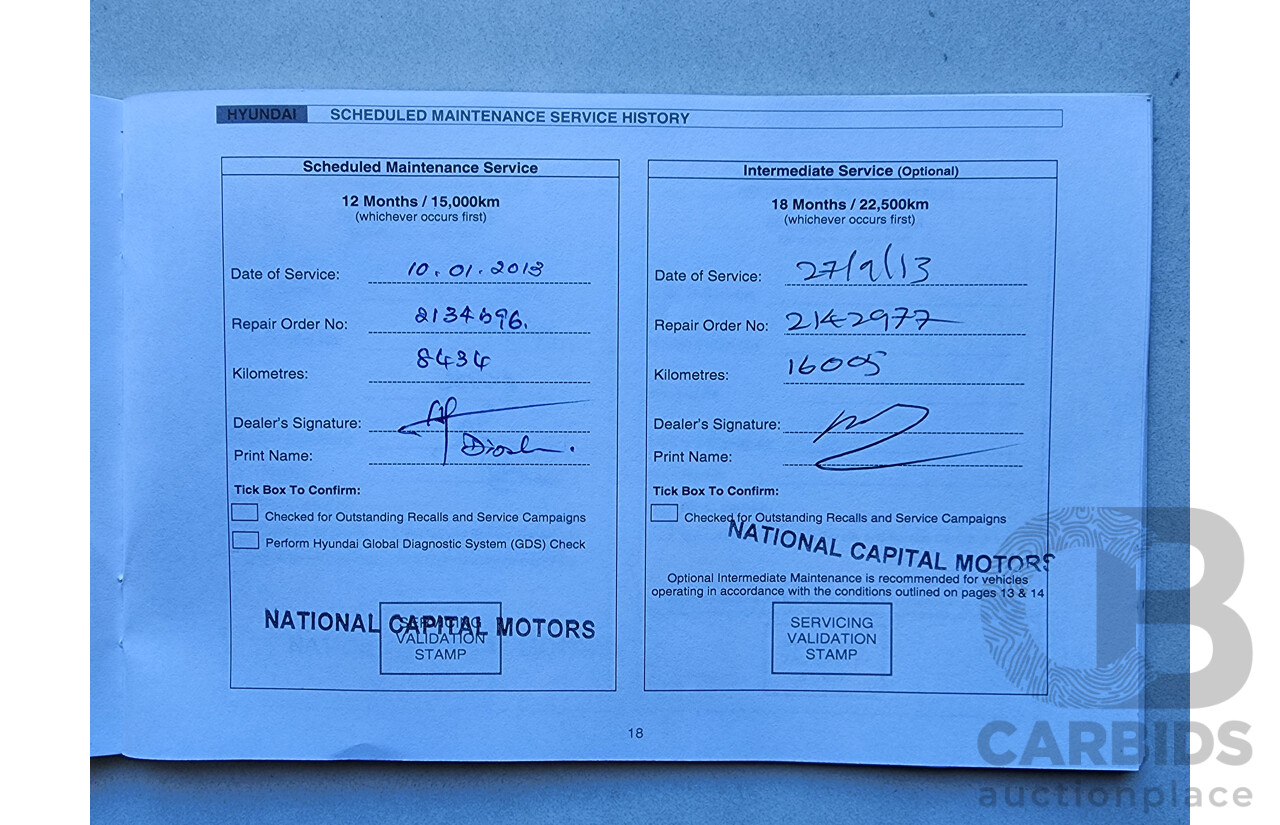 HYUNDAI SCHEDULED MAINTENANCE SERVICE HISTORY
Scheduled Maintenance Service
12 Months / 15,000km
(whichever occurs first)
Date of Service: 10.01.2013
Repair Order No: 2134696.
Kilometres: 8434
Dealer's Signature:
Print Name:
Tick Box To Confirm:
Checked for Outstanding Recalls and Service Campaigns
Perform Hyundai Global Diagnostic System (GDS) Check
NATIONAL CAPITAL MOTORS
SERVICING
VALIDATION
STAMP
Intermediate Service (Optional)
18 Months / 22,500km
(whichever occurs first)
Date of Service: 27/9/13
Repair Order No: 2142977
Kilometres: 16005
Dealer's Signature:
Print Name:
Tick Box To Confirm:
Checked for Outstanding Recalls and Service Campaigns
NATIONAL CAPITAL MOTORS
Optional Intermediate Maintenance is recommended for vehicles
operating in accordance with the conditions outlined on pages 13 & 14
SERVICING
VALIDATION
STAMP
18
CB
CARBIDS
auctionplace